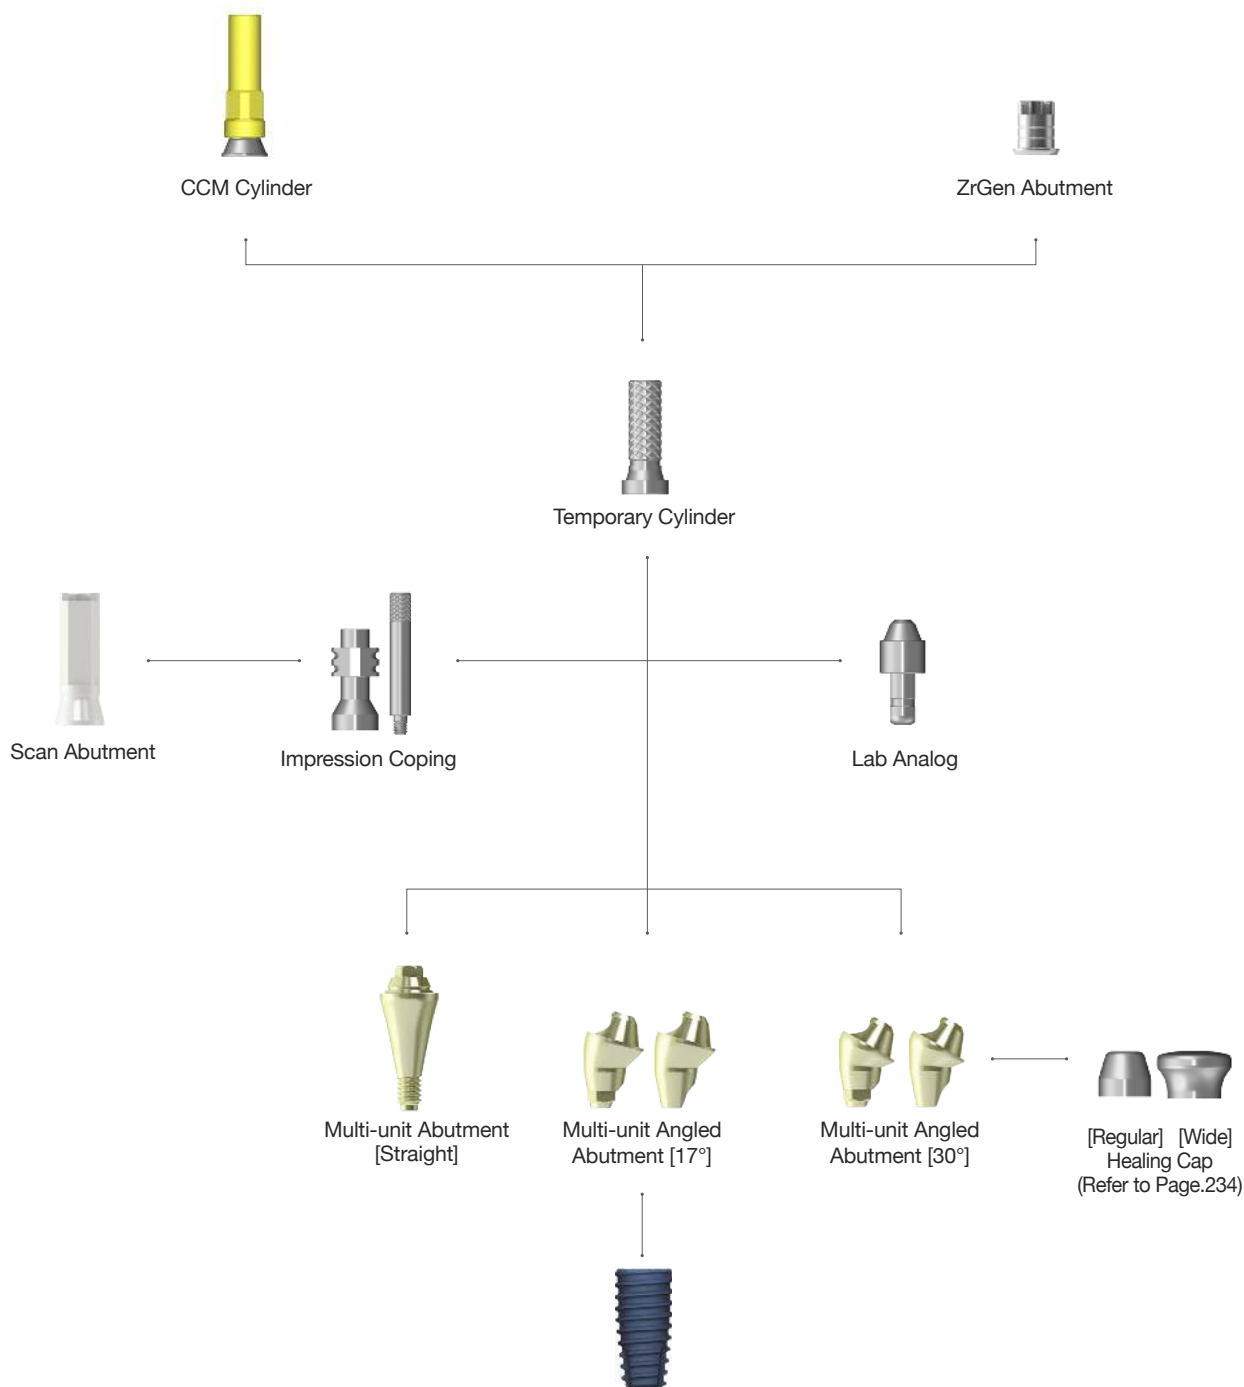 CCM Cylinder
ZrGen Abutment
Temporary Cylinder
Scan Abutment
Impression Coping
Lab Analog
Multi-unit Abutment
[Straight]
Multi-unit Angled
Abutment [17°]
Multi-unit Angled
Abutment [30°]
[Regular] [Wide]
Healing Cap
(Refer to Page.234)